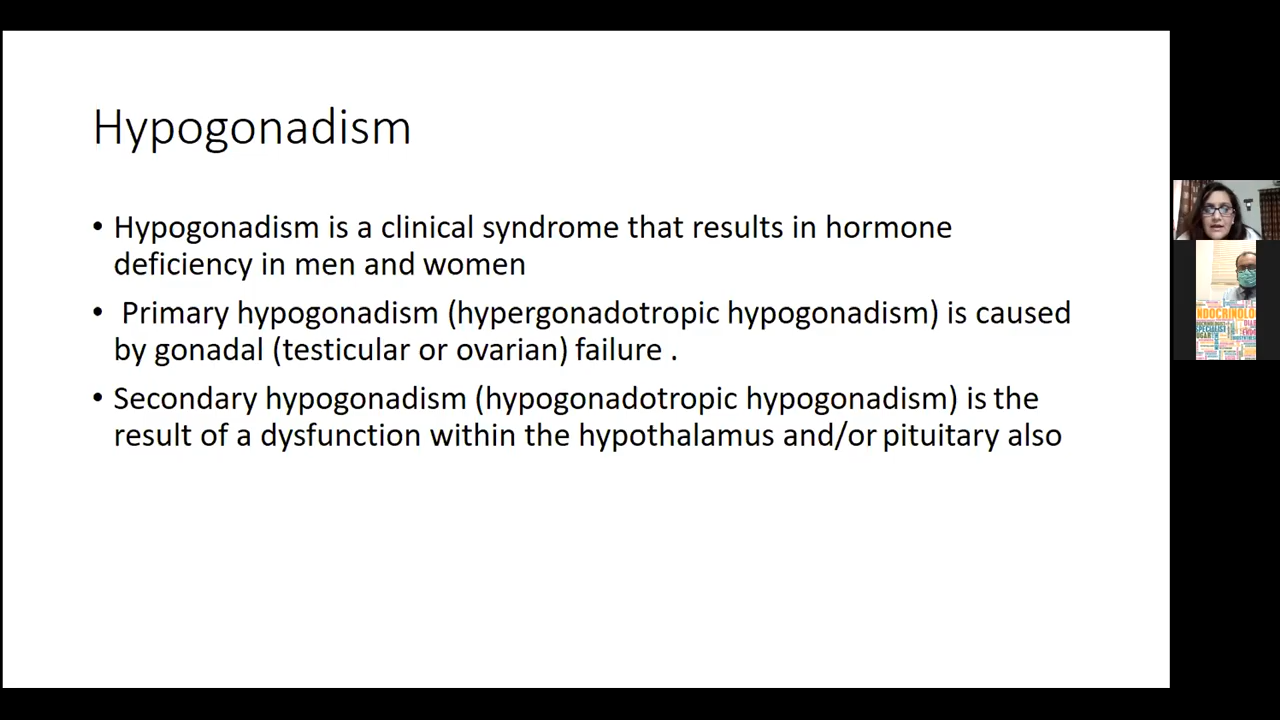 Hypogonadism
• Hypogonadism is a clinical syndrome that results in hormone
deficiency in men and women
• Primary hypogonadism (hypergonadotropic hypogonadism) is caused
by gonadal (testicular or ovarian) failure .
• Secondary hypogonadism (hypogonadotropic hypogonadism) is the
result of a dysfunction within the hypothalamus and/or pituitary also
ENDOCRINOLO
SPECIALIST